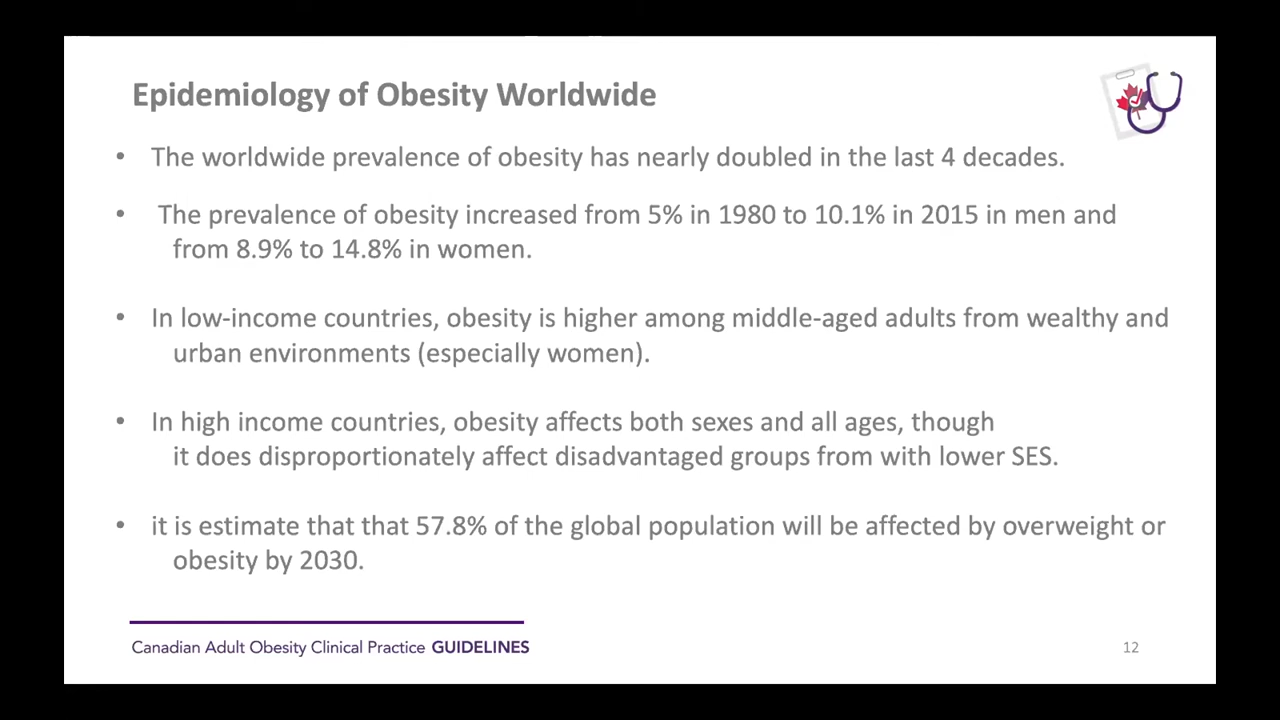 Epidemiology of Obesity Worldwide
• The worldwide prevalence of obesity has nearly doubled in the last 4 decades.
• The prevalence of obesity increased from 5% in 1980 to 10.1% in 2015 in men and
from 8.9% to 14.8% in women.
• In low-income countries, obesity is higher among middle-aged adults from wealthy and
urban environments (especially women).
• In high income countries, obesity affects both sexes and all ages, though
it does disproportionately affect disadvantaged groups from with lower SES.
• it is estimate that that 57.8% of the global population will be affected by overweight or
obesity by 2030.
Canadian Adult Obesity Clinical Practice GUIDELINES
12